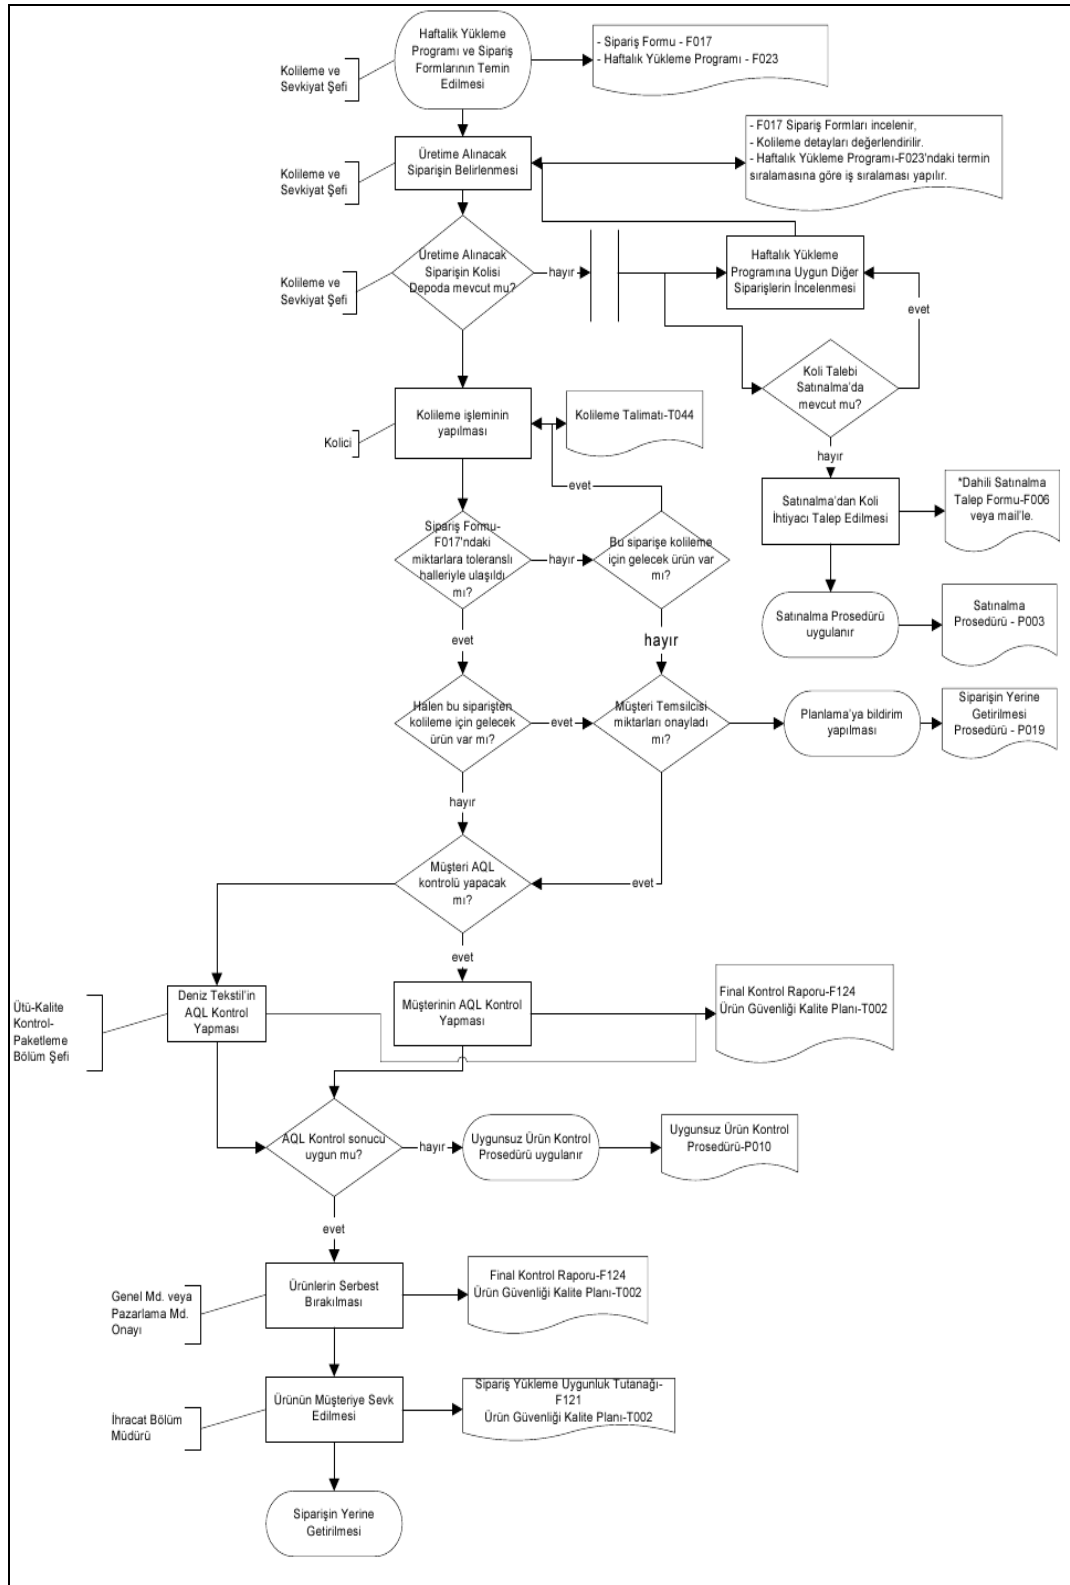 Haftalık Yükleme
Programı ve Sipariş
Formlarının Temin
Edilmesi
- Sipariş Formu - F017
- Haftalık Yükleme Programı - F023
Kolileme ve
Sevkiyat Şefi
Üretime Alınacak
Siparişin Belirlenmesi
- F017 Sipariş Formları incelenir,
- Kolileme detayları değerlendirilir.
- Haftalık Yükleme Programı-F023'ndaki termin
sıralamasına göre iş sıralaması yapılır.
Kolileme ve
Sevkiyat Şefi
Üretime Alınacak
Siparişin Kolisi
Depoda mevcut mu?
hayır
Haftalık Yükleme
Programına Uygun Diğer
Siparişlerin İncelenmesi
Kolileme ve
Sevkiyat Şefi
evet
Koli Talebi
Satınalma'da
mevcut mu?
Kolileme işleminin
yapılması
Kolileme Talimatı-T044
Kolici
hayır
evet
Satınalma'dan Koli
İhtiyacı Talep Edilmesi
*Dahili Satınalma
Talep Formu-F006
veya mail'le.
Sipariş Formu-
F017'ndaki
miktarlara toleranslı
halleriyle ulaşıldı
mı?
hayır
Bu siparişe kolileme
için gelecek ürün var
mı?
Satınalma Prosedürü
uygulanır
Satınalma
Prosedürü - P003
evet
hayır
Halen bu siparişten
kolileme için gelecek
ürün var mı?
evet
Müşteri Temsilcisi
miktarları onayladı
mı?
Planlama'ya bildirim
yapılması
Siparişin Yerine
Getirilmesi
Prosedürü - P019
hayır
Müşteri AQL
kontrolü yapacak
mı?
evet
evet
Ütü-Kalite
Kontrol-
Paketleme
Bölüm Şefi
Deniz Tekstil'in
AQL Kontrol
Yapması
Müşterinin AQL Kontrol
Yapması
Final Kontrol Raporu-F124
Ürün Güvenliği Kalite Planı-T002
AQL Kontrol sonucu
uygun mu?
hayır
Uygunsuz Ürün Kontrol
Prosedürü uygulanır
Uygunsuz Ürün Kontrol
Prosedürü-P010
evet
Genel Md. veya
Pazarlama Md.
Onayı
Ürünlerin Serbest
Bırakılması
Final Kontrol Raporu-F124
Ürün Güvenliği Kalite Planı-T002
İhracat Bölüm
Müdürü
Ürünün Müşteriye Sevk
Edilmesi
Sipariş Yükleme Uygunluk Tutanağı-
F121
Ürün Güvenliği Kalite Planı-T002
Siparişin Yerine
Getirilmesi